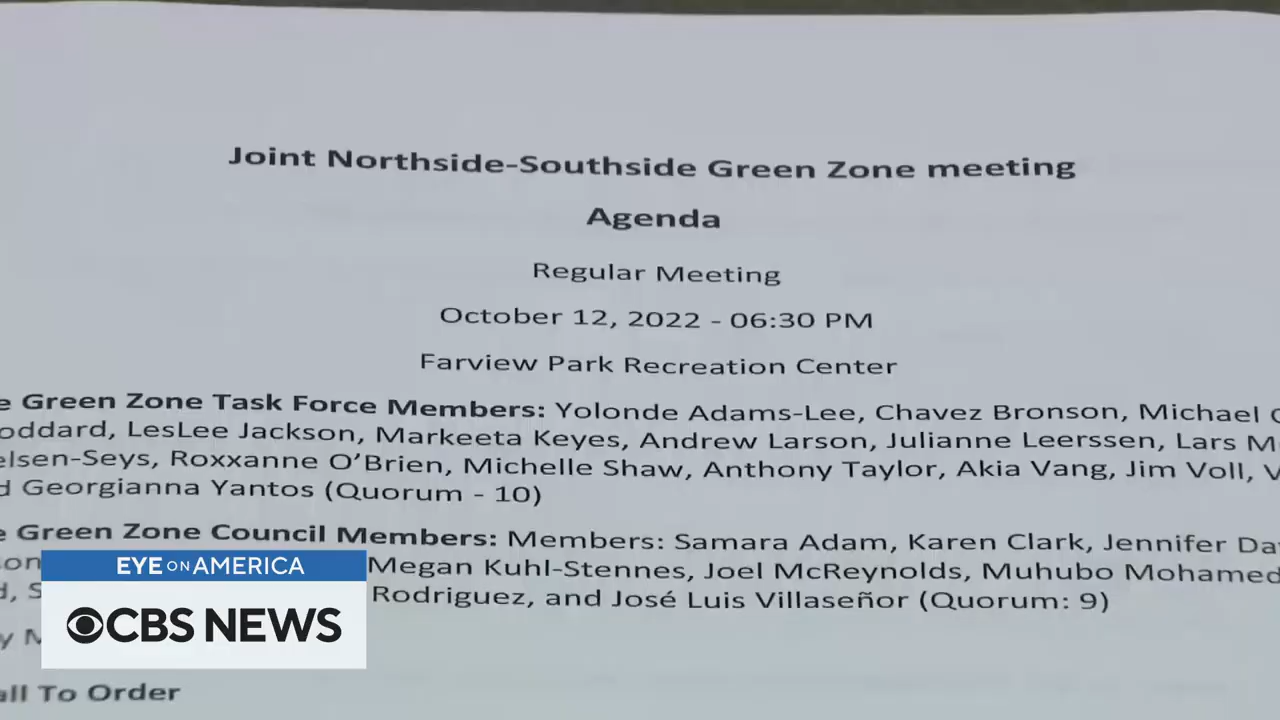 Joint Northside-Southside Green Zone meeting
Agenda
Regular Meeting
October 12, 2022 - 06:30 PM
Farview Park Recreation Center
Green Zone Task Force Members: Yolonde Adams-Lee, Chavez Bronson, Michael
oddard, LesLee Jackson, Markeeta Keyes, Andrew Larson, Julianne Leerssen, Lars
elsen-Seys, Roxxanne O'Brien, Michelle Shaw, Anthony Taylor, Akia Vang, Jim Voll,
d Georgianna Yantos (Quorum - 10)
Green Zone Council Members: Members: Samara Adam, Karen Clark, Jennifer Da
Megan Kuhl-Stennes, Joel McReynolds, Muhubo Mohamed
Rodriguez, and José Luis Villaseñor (Quorum: 9)
all To Order
EYE ON AMERICA
CBS NEWS